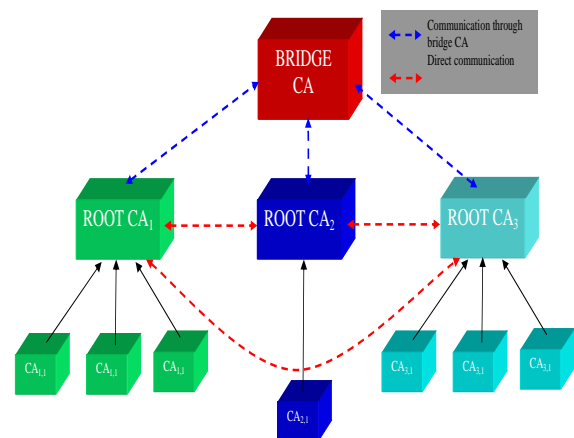 Communication through
bridge CA
Direct communication
BRIDGE
CA
ROOT CA₁
ROOT CA₂
ROOT CA₃
CA₁,₁
CA₁,₁
CA₁,₁
CA₃,₁
CA₃,₁
CA₃,₁
CA₂,₁